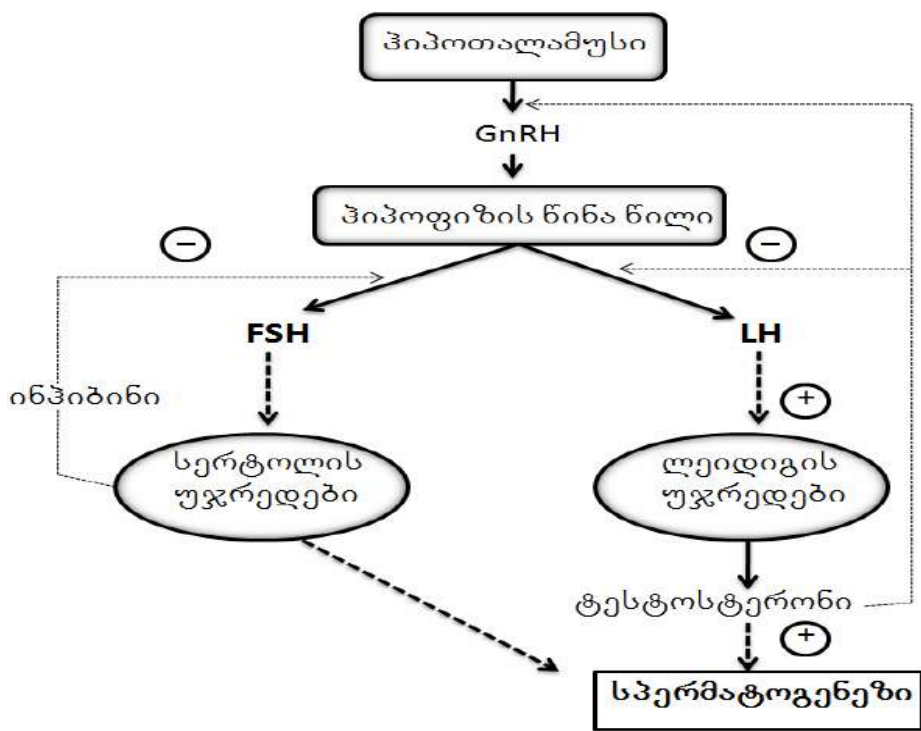 ჰიპოთალამუსი
GnRH
ჰიპოფიზის წინა წილი
−
−
FSH
LH
ინჰიბინი
+
სერტოლის
უჯრედები
ლეიდიგის
უჯრედები
ტესტოსტერონი
+
სპერმატოგენეზი